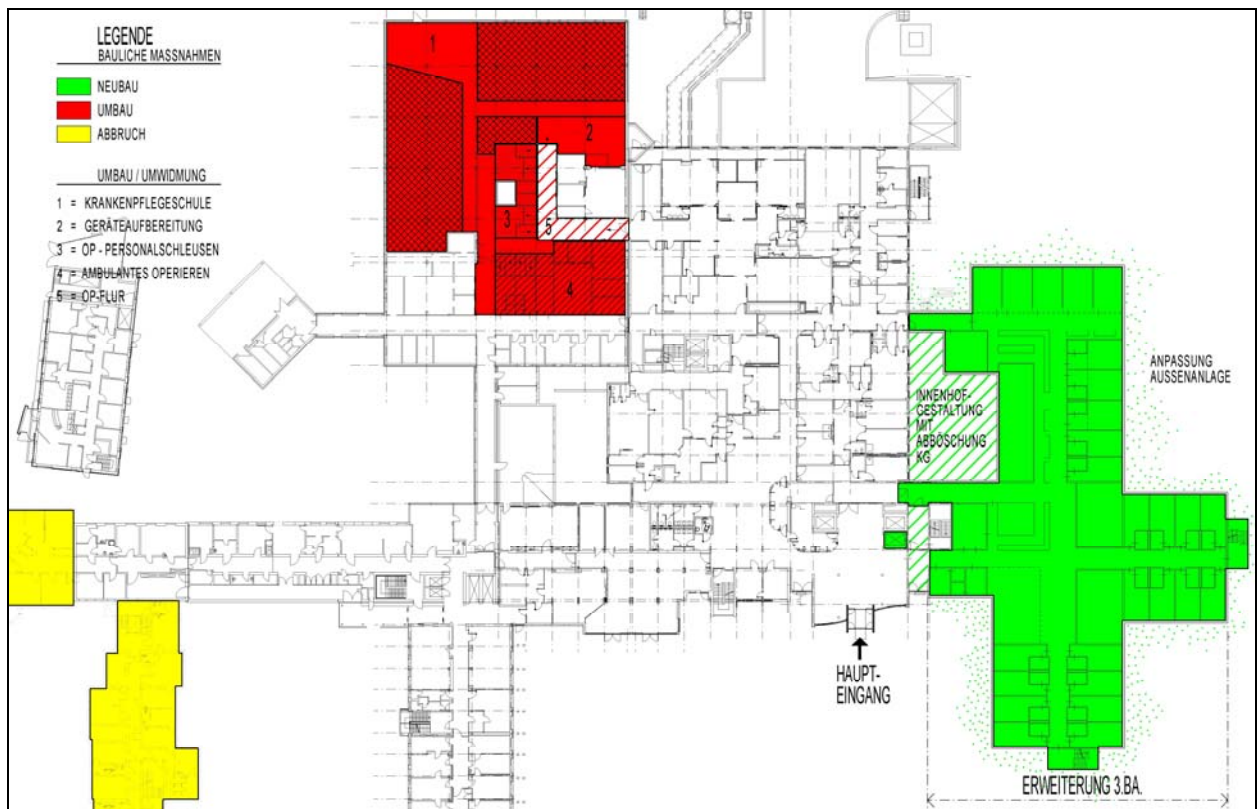 LEGENDE
BAULICHE MASSNAHMEN
NEUBAU
UMBAU
ABBRUCH
UMBAU / UMWIDMUNG
1 = KRANKENPFLEGESCHULE
2 = GERÄTEAUFBEREITUNG
3 = OP - PERSONALSCHLEUSEN
4 = AMBULANTES OPERIEREN
5 = OP-FLUR
1
2
3
5
4
ANPASSUNG
AUSSENANLAGE
INNENHOF-
GESTALTUNG
MIT
ABBÖSCHUNG
KG
HAUPT-
EINGANG
ERWEITERUNG 3.BA.